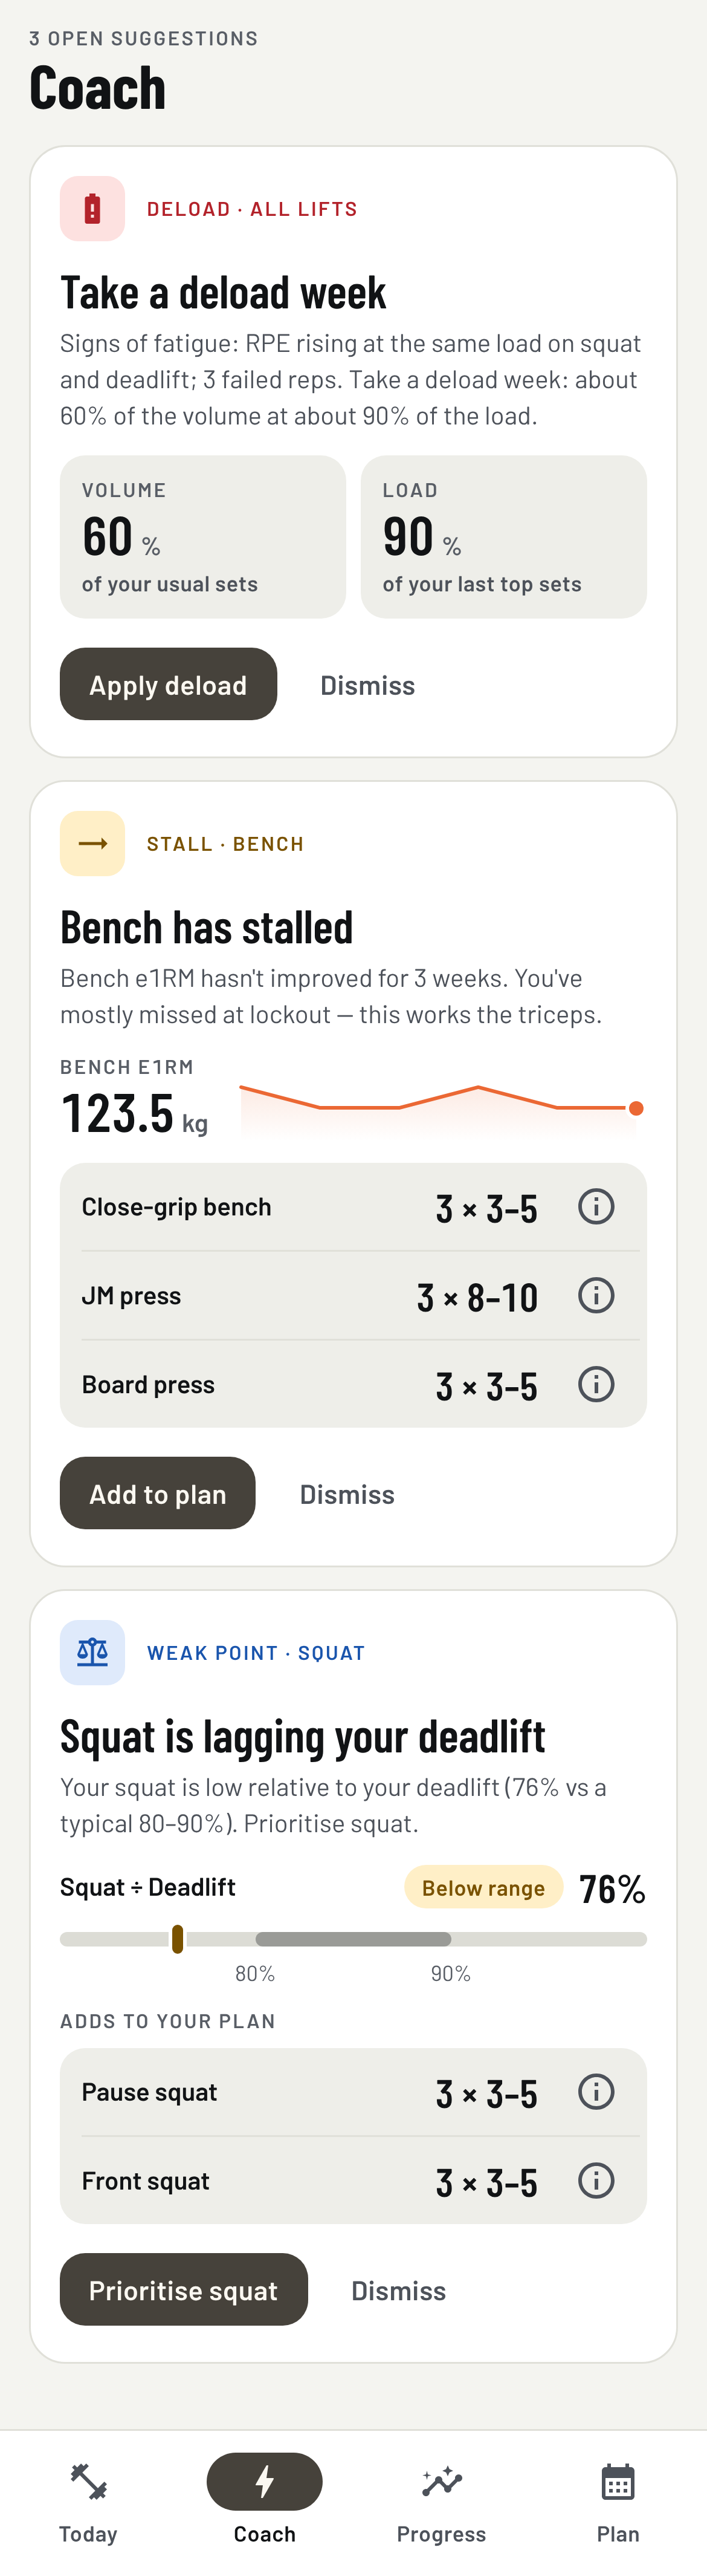 3 OPEN SUGGESTIONS
Coach
DELOAD · ALL LIFTS
Take a deload week
Signs of fatigue: RPE rising at the same load on squat
and deadlift; 3 failed reps. Take a deload week: about
60% of the volume at about 90% of the load.
VOLUME
60 %
of your usual sets
LOAD
90 %
of your last top sets
Apply deload
Dismiss
STALL · BENCH
Bench has stalled
Bench e1RM hasn't improved for 3 weeks. You've
mostly missed at lockout — this works the triceps.
BENCH E1RM
123.5 kg
Close-grip bench 3 × 3–5
JM press 3 × 8–10
Board press 3 × 3–5
Add to plan
Dismiss
WEAK POINT · SQUAT
Squat is lagging your deadlift
Your squat is low relative to your deadlift (76% vs a
typical 80–90%). Prioritise squat.
Squat ÷ Deadlift Below range 76%
80% 90%
ADDS TO YOUR PLAN
Pause squat 3 × 3–5
Front squat 3 × 3–5
Prioritise squat
Dismiss
Today Coach Progress Plan